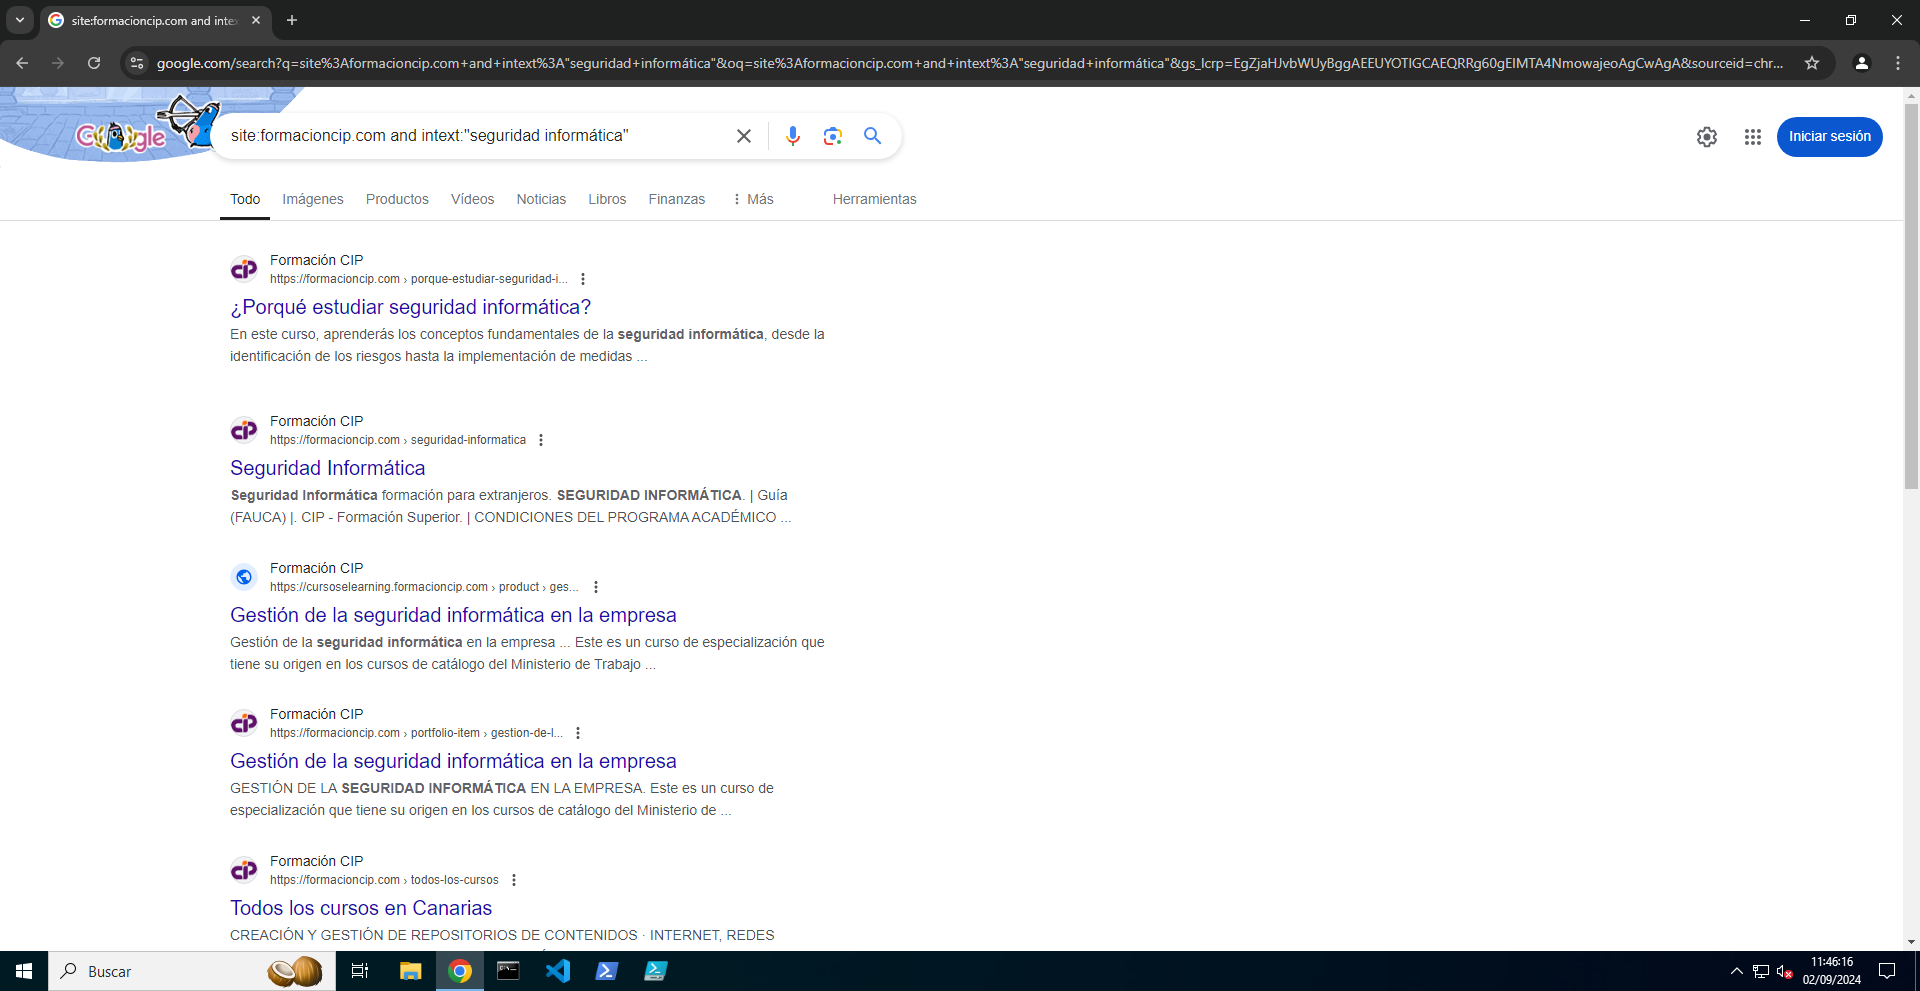 site:formacioncip.com and intex
google.com/search?q=site%3Aformacioncip.com+and+intext%3A"seguridad+informática"&oq=site%3Aformacioncip.com+and+intext%3A"seguridad+informática"&gs_lcrp=EgZjaHJvbWUyBggAEEUYOTIGCAEQRRg60gEIMTA4NmowajeoAgCwAgA&sourceid=chr...
Google
site:formacioncip.com and intext:"seguridad informática"
Iniciar sesión
Todo Imágenes Productos Vídeos Noticias Libros Finanzas Más Herramientas
Formación CIP
https://formacioncip.com › porque-estudiar-seguridad-i...
¿Porqué estudiar seguridad informática?
En este curso, aprenderás los conceptos fundamentales de la seguridad informática, desde la
identificación de los riesgos hasta la implementación de medidas ...
Formación CIP
https://formacioncip.com › seguridad-informatica
Seguridad Informática
Seguridad Informática formación para extranjeros. SEGURIDAD INFORMÁTICA. | Guía
(FAUCA) |. CIP - Formación Superior. | CONDICIONES DEL PROGRAMA ACADÉMICO ...
Formación CIP
https://cursoselearning.formacioncip.com › product › ges...
Gestión de la seguridad informática en la empresa
Gestión de la seguridad informática en la empresa ... Este es un curso de especialización que
tiene su origen en los cursos de catálogo del Ministerio de Trabajo ...
Formación CIP
https://formacioncip.com › portfolio-item › gestion-de-l...
Gestión de la seguridad informática en la empresa
GESTIÓN DE LA SEGURIDAD INFORMÁTICA EN LA EMPRESA. Este es un curso de
especialización que tiene su origen en los cursos de catálogo del Ministerio de ...
Formación CIP
https://formacioncip.com › todos-los-cursos
Todos los cursos en Canarias
CREACIÓN Y GESTIÓN DE REPOSITORIOS DE CONTENIDOS · INTERNET, REDES
Buscar
11:46:16
02/09/2024